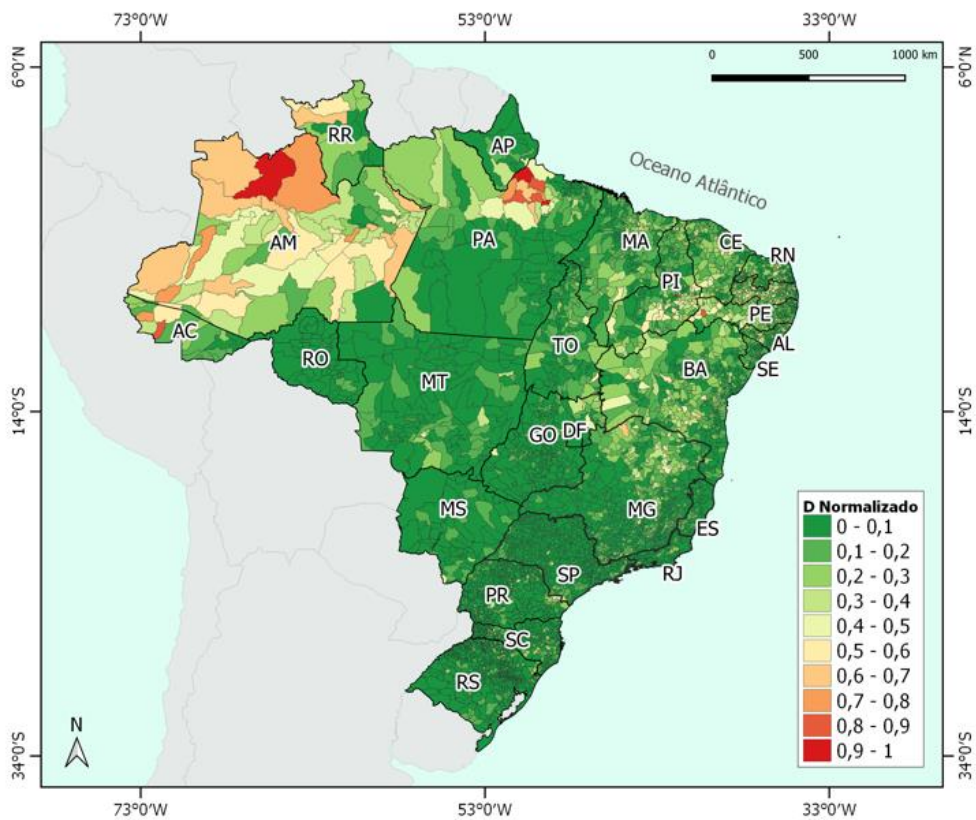 73°0'W 53°0'W 33°0'W
6°0'N 6°0'N
0 500 1000 km
RR
AP
Oceano Atlântico
AM PA MA CE
RN
PI
PE
AC
AL
RO TO
SE
MT BA
14°0'S 14°0'S
GO DF
MS MG
ES
D Normalizado
0 - 0,1
0,1 - 0,2
0,2 - 0,3
0,3 - 0,4
0,4 - 0,5
0,5 - 0,6
0,6 - 0,7
0,7 - 0,8
0,8 - 0,9
0,9 - 1
SP RJ
PR
SC
RS
N
34°0'S 34°0'S
73°0'W 53°0'W 33°0'W